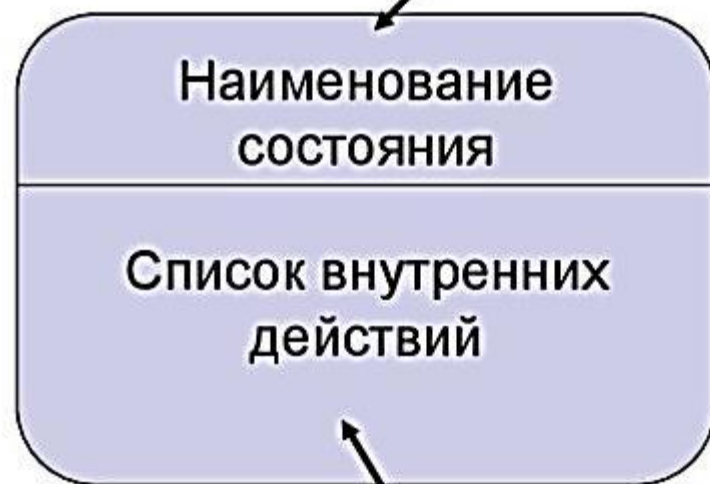 Наименование
состояния
Список внутренних
действий